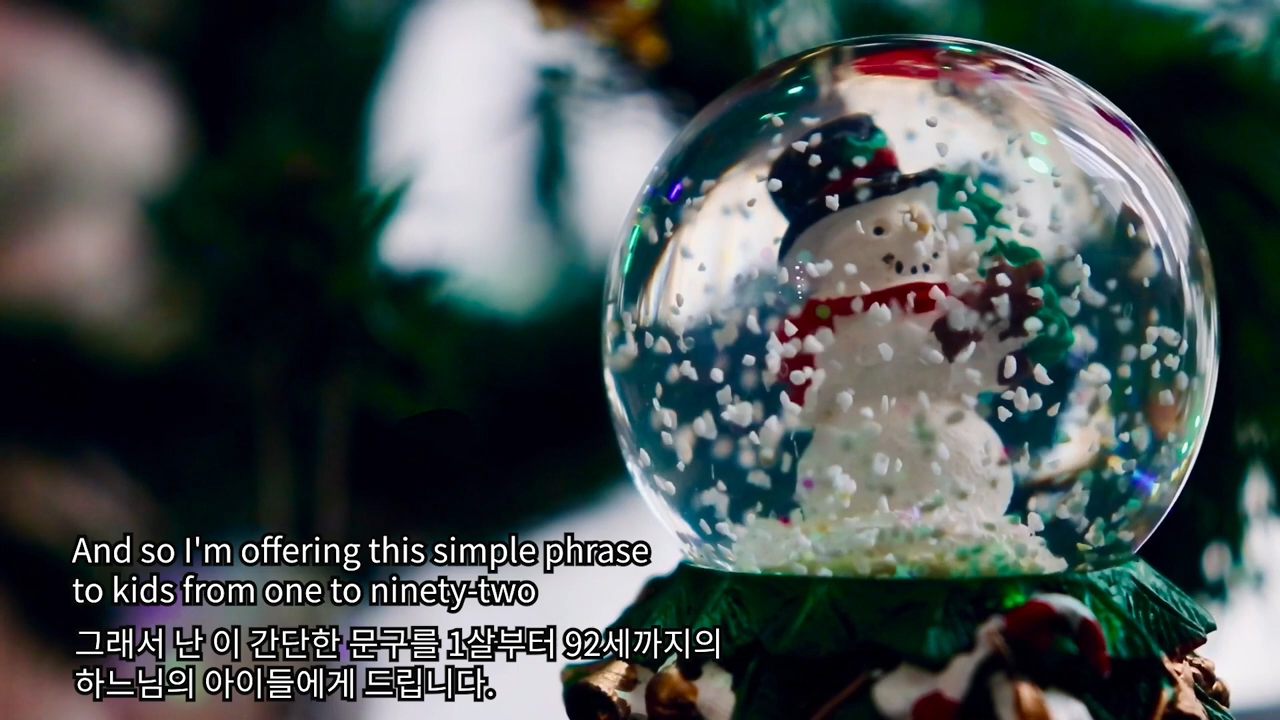 And so I'm offering this simple phrase
to kids from one to ninety-two
그래서 난 이 간단한 문구를 1살부터 92세까지의
하느님의 아이들에게 드립니다.